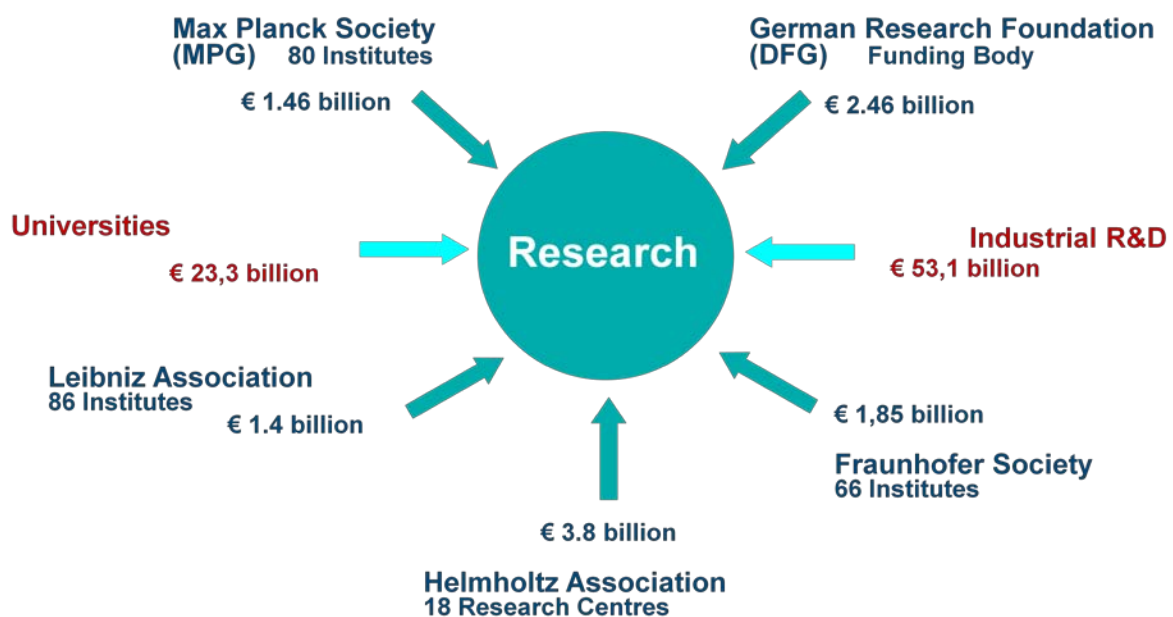 Max Planck Society
(MPG) 80 Institutes
€ 1.46 billion
German Research Foundation
(DFG) Funding Body
€ 2.46 billion
Universities
€ 23,3 billion
Research
Industrial R&D
€ 53,1 billion
Leibniz Association
86 Institutes
€ 1.4 billion
€ 1,85 billion
Fraunhofer Society
66 Institutes
€ 3.8 billion
Helmholtz Association
18 Research Centres